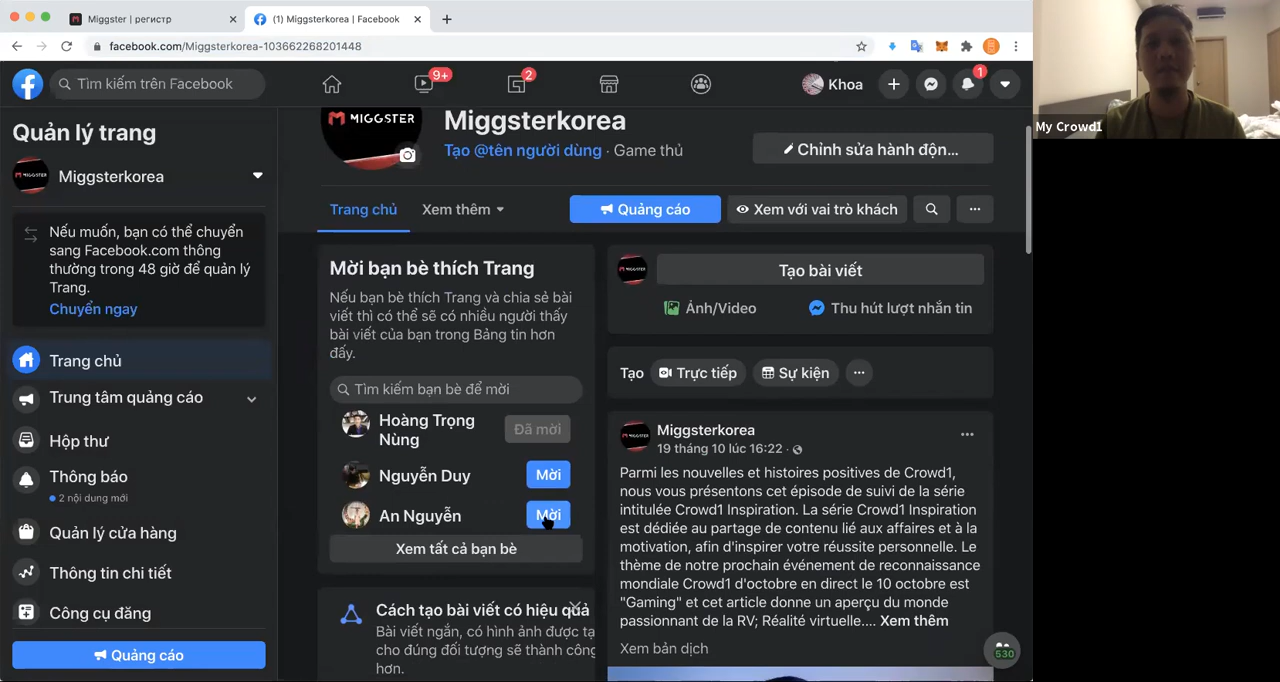 Miggster | регистр
(1) Miggsterkorea | Facebook
facebook.com/Miggsterkorea-103662268201448
Tìm kiếm trên Facebook
9+
2
Khoa
1
My Crowd1
Quản lý trang
Miggsterkorea
Nếu muốn, bạn có thể chuyển
sang Facebook.com thông
thường trong 48 giờ để quản lý
Trang.
Chuyển ngay
Trang chủ
Trung tâm quảng cáo
Hộp thư
Thông báo
2 nội dung mới
Quản lý cửa hàng
Thông tin chi tiết
Công cụ đăng
Quảng cáo
MIGGSTER
Miggsterkorea
Tạo @tên người dùng · Game thủ
Chỉnh sửa hành độn...
Trang chủ
Xem thêm
Quảng cáo
Xem với vai trò khách
Mời bạn bè thích Trang
Nếu bạn bè thích Trang và chia sẻ bài
viết thì có thể sẽ có nhiều người thấy
bài viết của bạn trong Bảng tin hơn
đấy.
Tìm kiếm bạn bè để mời
Hoàng Trọng
Nùng
Đã mời
Nguyễn Duy
Mời
An Nguyễn
Mời
Xem tất cả bạn bè
Cách tạo bài viết có hiệu quả
Bài viết ngắn, có hình ảnh được tạ
cho đúng đối tượng sẽ thành công
hơn.
Tạo bài viết
Ảnh/Video
Thu hút lượt nhắn tin
Tạo
Trực tiếp
Sự kiện
Miggsterkorea
19 tháng 10 lúc 16:22 ·
Parmi les nouvelles et histoires positives de Crowd1,
nous vous présentons cet épisode de suivi de la série
intitulée Crowd1 Inspiration. La série Crowd1 Inspiration
est dédiée au partage de contenu lié aux affaires et à la
motivation, afin d'inspirer votre réussite personnelle. Le
thème de notre prochain événement de reconnaissance
mondiale Crowd1 d'octobre en direct le 10 octobre est
"Gaming" et cet article donne un aperçu du monde
passionnant de la RV; Réalité virtuelle.... Xem thêm
Xem bản dịch
530